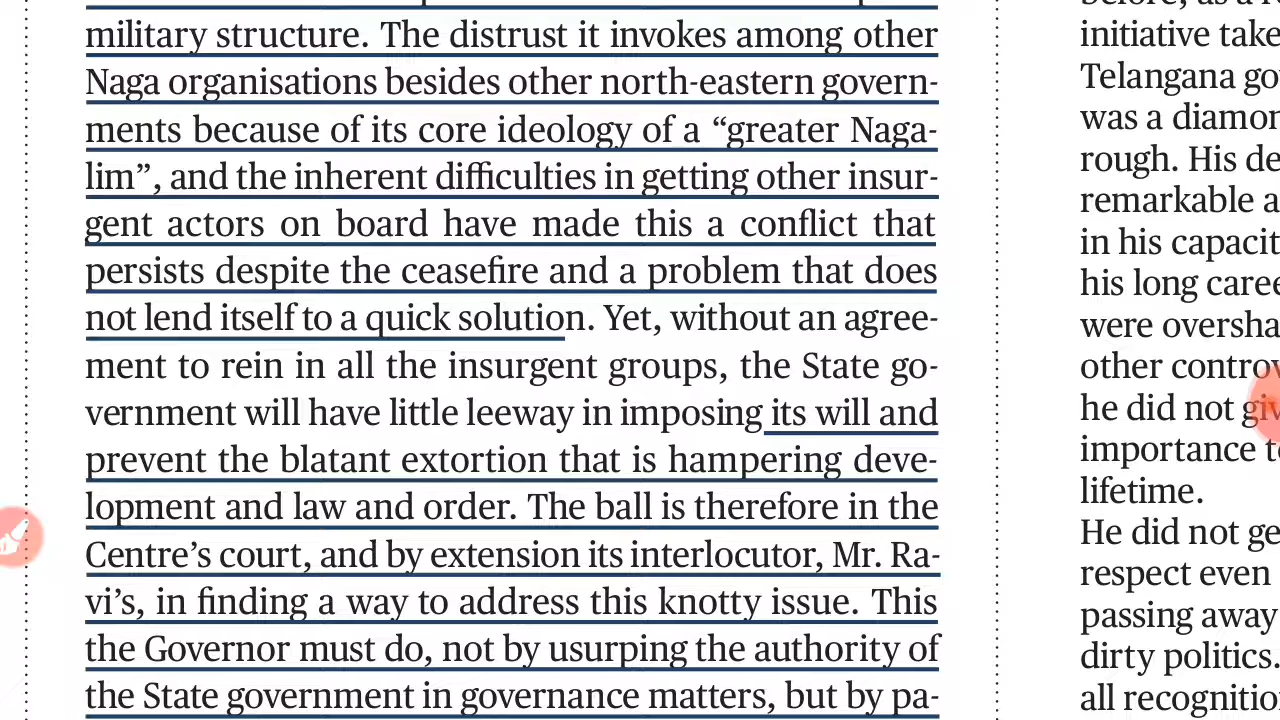 military structure. The distrust it invokes among other
Naga organisations besides other north-eastern govern-
ments because of its core ideology of a “greater Naga-
lim”, and the inherent difficulties in getting other insur-
gent actors on board have made this a conflict that
persists despite the ceasefire and a problem that does
not lend itself to a quick solution. Yet, without an agree-
ment to rein in all the insurgent groups, the State go-
vernment will have little leeway in imposing its will and
prevent the blatant extortion that is hampering deve-
lopment and law and order. The ball is therefore in the
Centre’s court, and by extension its interlocutor, Mr. Ra-
vi’s, in finding a way to address this knotty issue. This
the Governor must do, not by usurping the authority of
the State government in governance matters, but by pa-
initiative take
Telangana go
was a diamon
rough. His de
remarkable a
in his capacit
his long caree
were oversha
other controv
he did not giv
importance t
lifetime.
He did not ge
respect even
passing away
dirty politics.
all recognitio